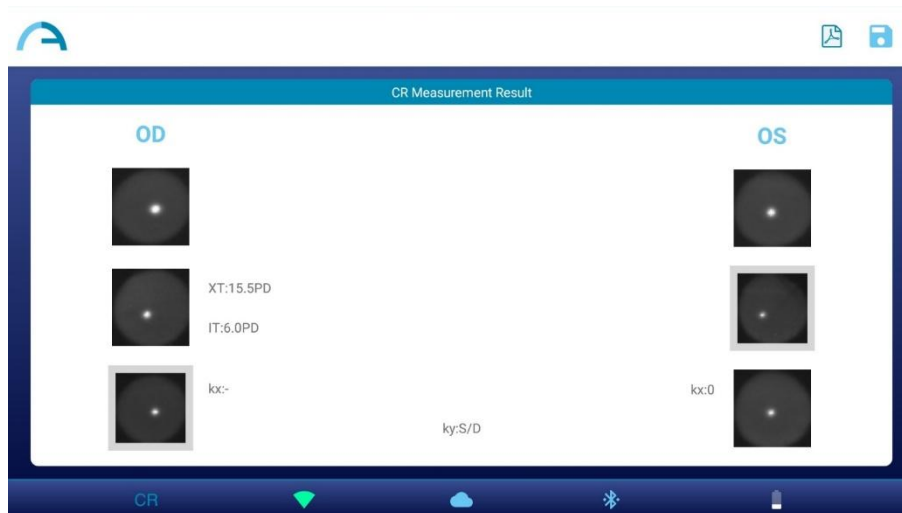 CR Measurement Result
OD
OS
XT:15.5PD
IT:6.0PD
kx:-
kx:0
ky:S/D
CR